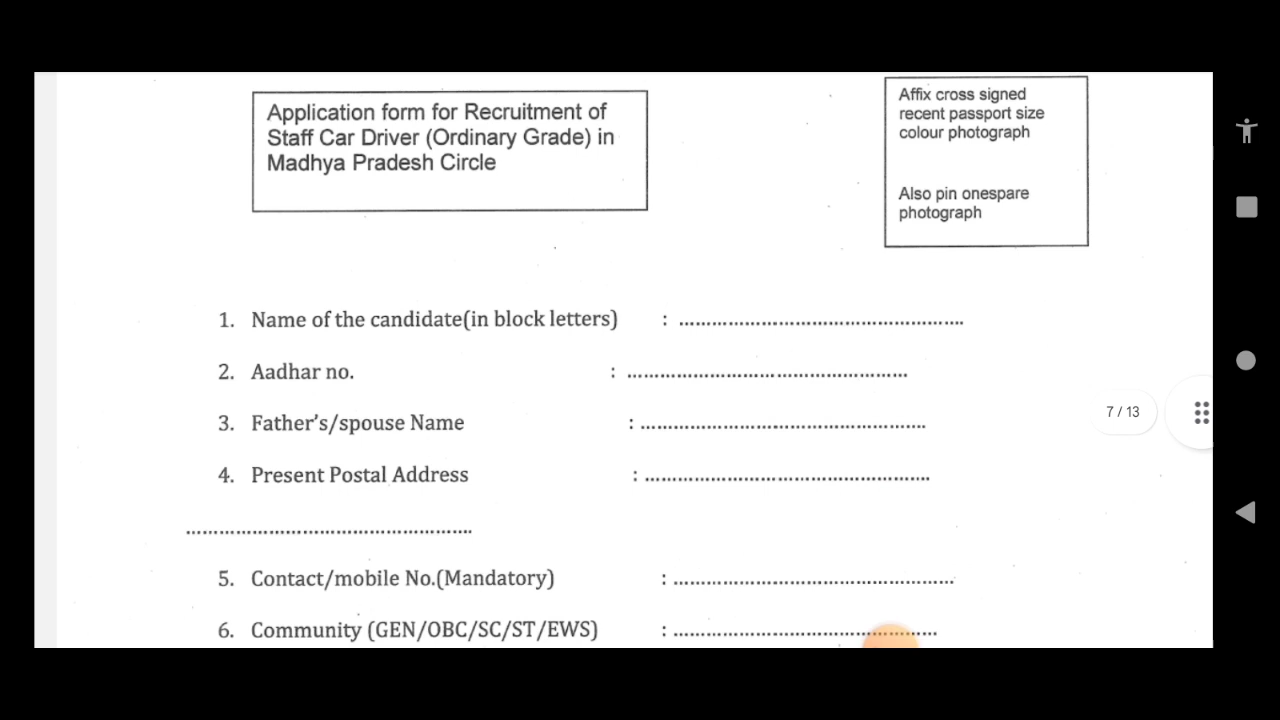 Application form for Recruitment of
Staff Car Driver (Ordinary Grade) in
Madhya Pradesh Circle
Affix cross signed
recent passport size
colour photograph
Also pin onespare
photograph
1. Name of the candidate(in block letters) : ....................................................
2. Aadhar no. : ...................................................
3. Father's/spouse Name : ....................................................
4. Present Postal Address : ....................................................
....................................................
7 / 13
5. Contact/mobile No.(Mandatory) : ...................................................
6. Community (GEN/OBC/SC/ST/EWS) : ................................................